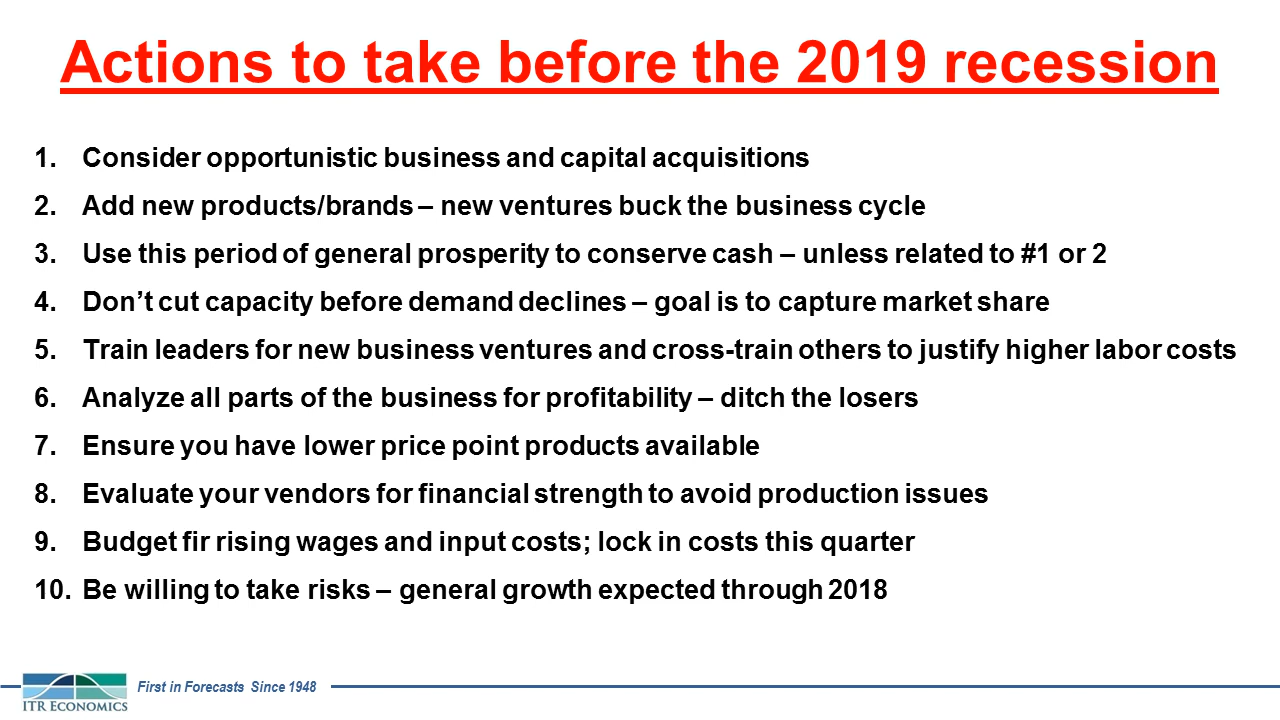 Actions to take before the 2019 recession
1. Consider opportunistic business and capital acquisitions
2. Add new products/brands – new ventures buck the business cycle
3. Use this period of general prosperity to conserve cash – unless related to #1 or 2
4. Don’t cut capacity before demand declines – goal is to capture market share
5. Train leaders for new business ventures and cross-train others to justify higher labor costs
6. Analyze all parts of the business for profitability – ditch the losers
7. Ensure you have lower price point products available
8. Evaluate your vendors for financial strength to avoid production issues
9. Budget fir rising wages and input costs; lock in costs this quarter
10. Be willing to take risks – general growth expected through 2018
First in Forecasts Since 1948
ITR ECONOMICS